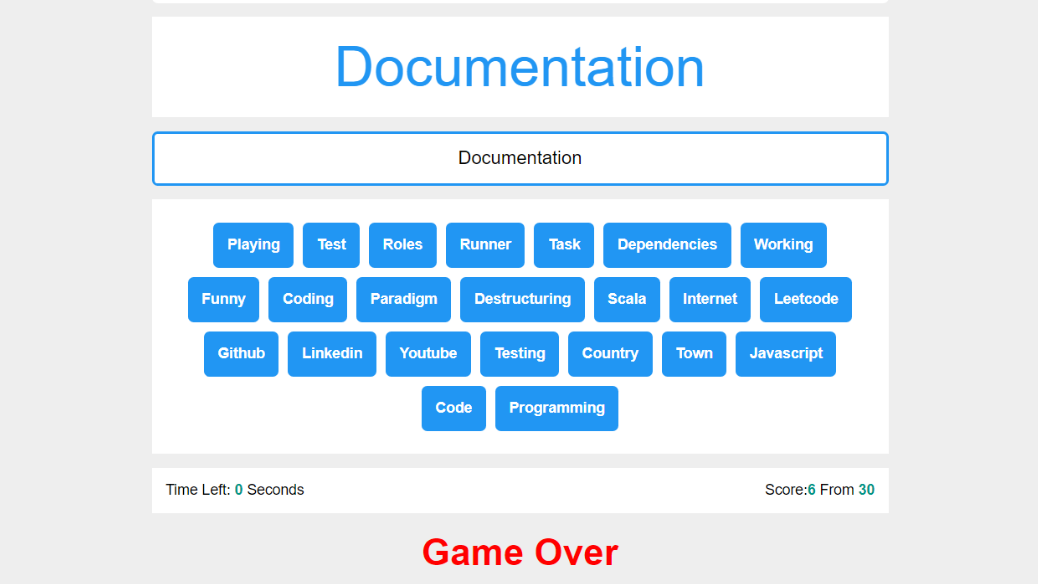 Documentation
Documentation
Playing Test Roles Runner Task Dependencies Working
Funny Coding Paradigm Destructuring Scala Internet Leetcode
Github Linkedin Youtube Testing Country Town Javascript
Code Programming
Time Left: 0 Seconds Score:6 From 30
Game Over